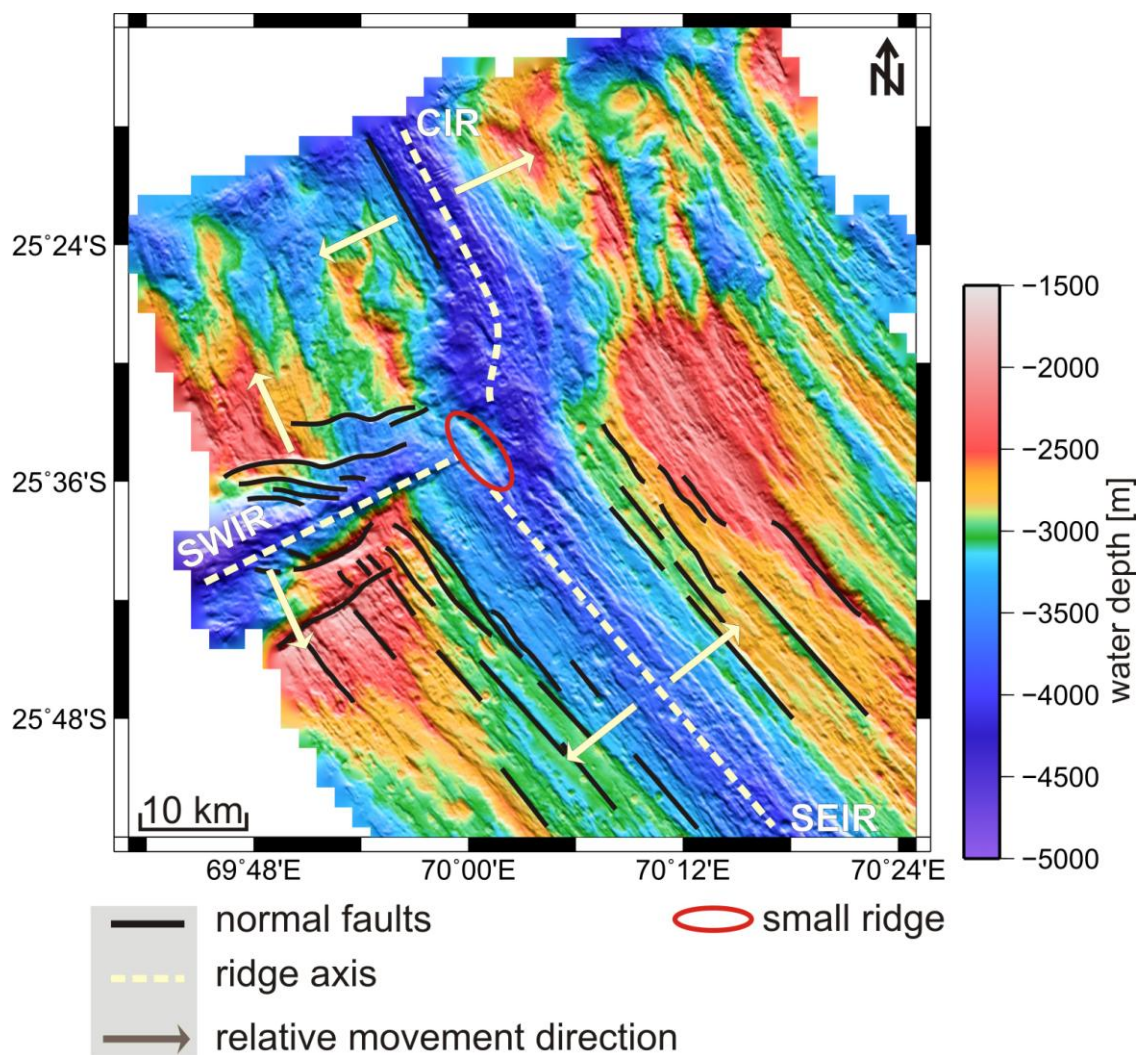 N
CIR
25°24'S
25°36'S
SWIR
25°48'S
SEIR
10 km
69°48'E 70°00'E 70°12'E 70°24'E
−1500
−2000
−2500
−3000
−3500
−4000
−4500
−5000
water depth [m]
normal faults
small ridge
ridge axis
relative movement direction